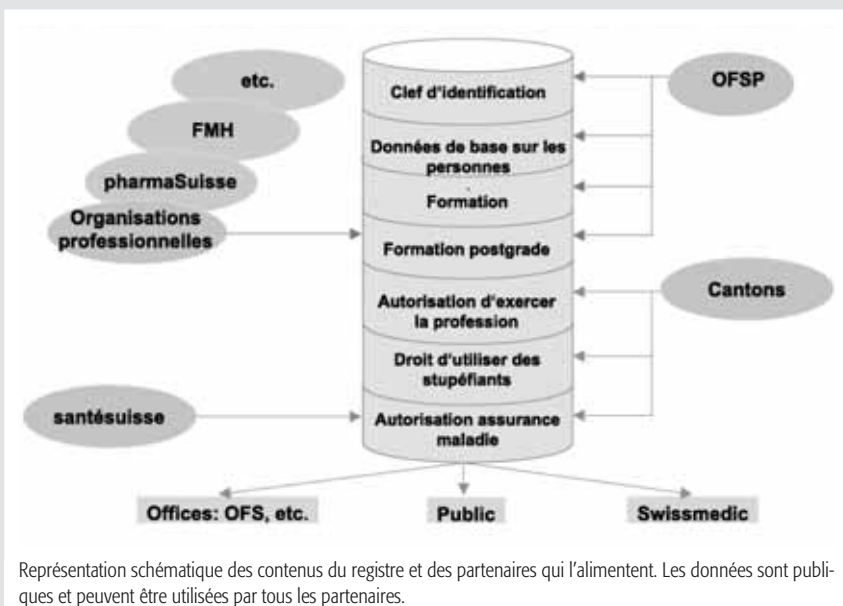 etc.
FMH
pharmaSuisse
Organisations
professionnelles
santésuisse
Clef d'identification
Données de base sur les
personnes
Formation
Formation postgrade
Autorisation d'exercer
la profession
Droit d'utiliser des
stupéfiants
Autorisation assurance
maladie
OFSP
Cantons
Offices: OFS, etc.
Public
Swissmedic
Représentation schématique des contenus du registre et des partenaires qui l'alimentent. Les données sont publi-
ques et peuvent être utilisées par tous les partenaires.